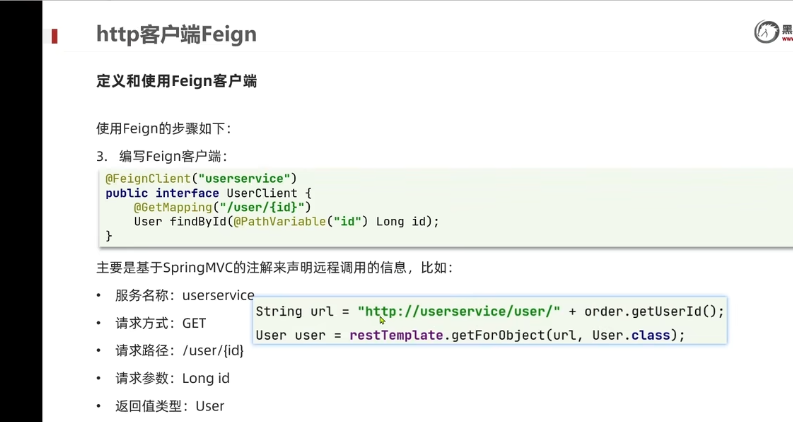 http客户端Feign
黑
www
定义和使用Feign客户端
使用Feign的步骤如下：
3. 编写Feign客户端：
@FeignClient("userservice")
public interface UserClient {
@GetMapping("/user/{id}")
User findById(@PathVariable("id") Long id);
}
主要是基于SpringMVC的注解来声明远程调用的信息，比如：
• 服务名称：userservice
String url = "http://userservice/user/" + order.getUserId();
• 请求方式：GET
User user = restTemplate.getForObject(url, User.class);
• 请求路径：/user/{id}
• 请求参数：Long id
• 返回值类型：User